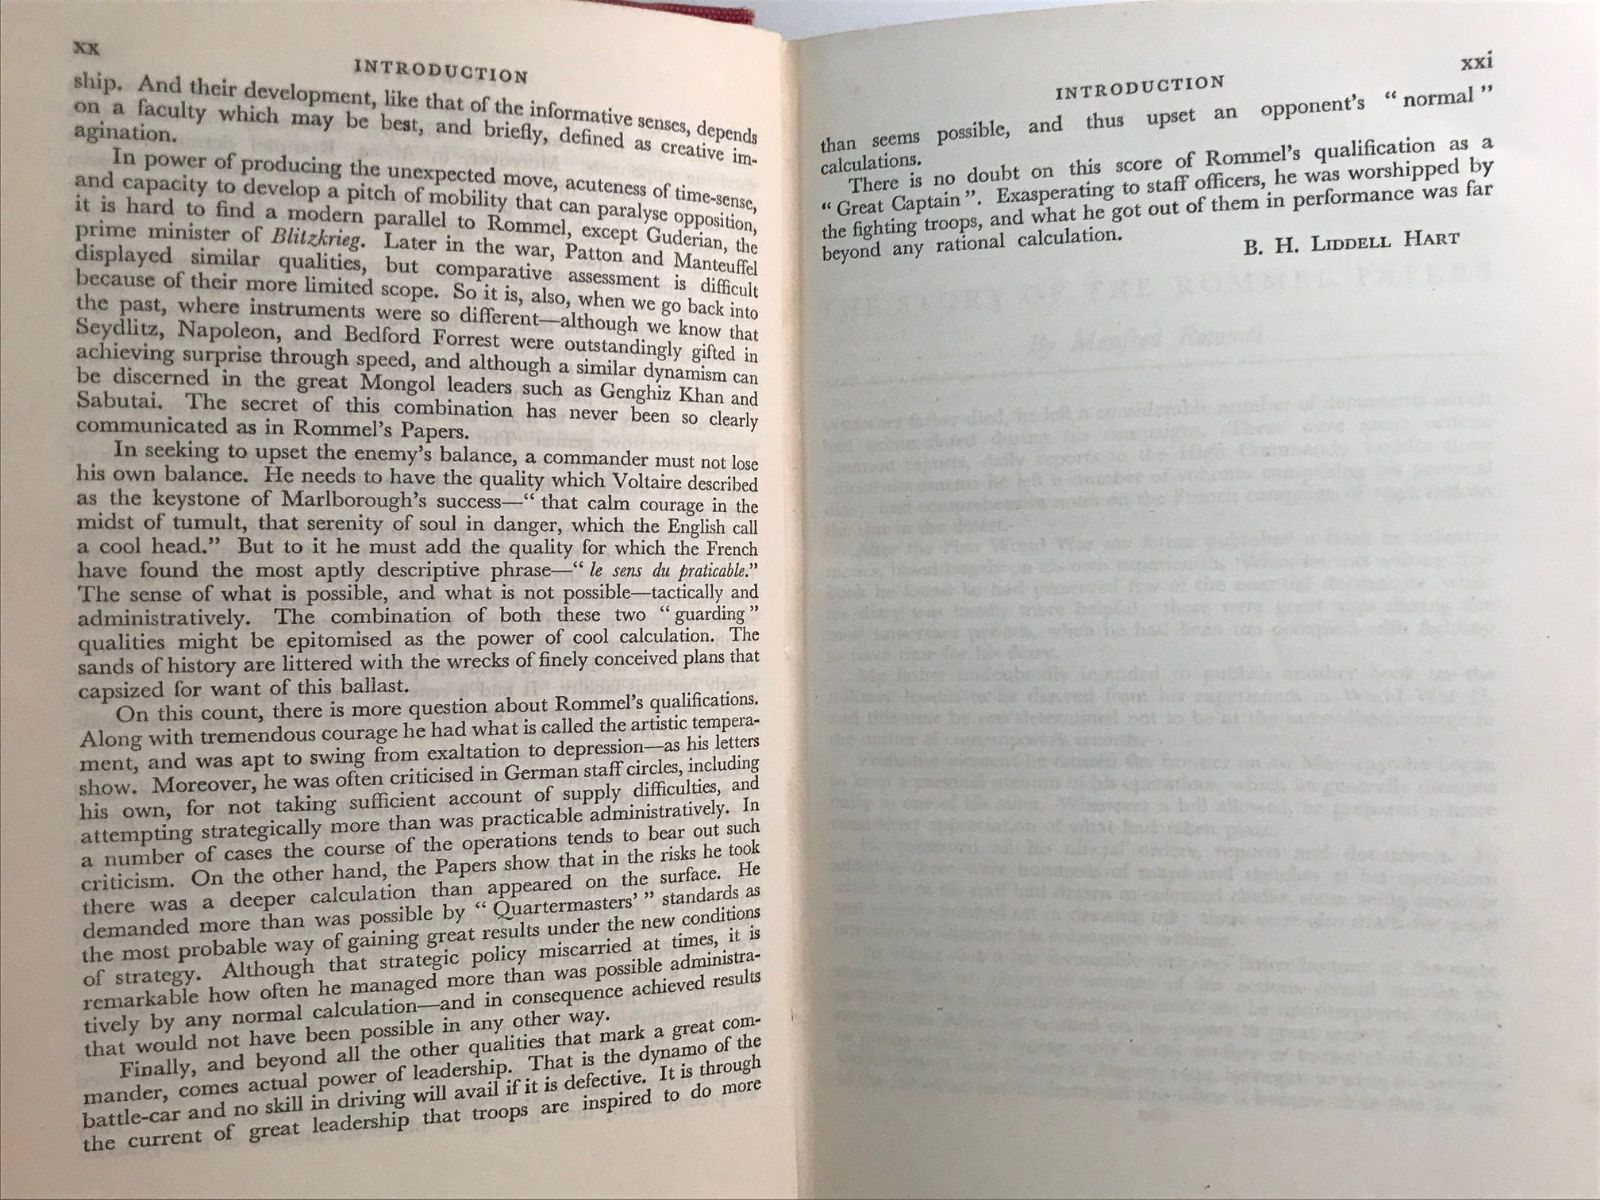 xx
INTRODUCTION
ship. And their development, like that of the informative senses, depends
on a faculty which may be best, and briefly, defined as creative im-
agination.
In power of producing the unexpected move, acuteness of time-sense,
and capacity to develop a pitch of mobility that can paralyse opposition,
it is hard to find a modern parallel to Rommel, except Guderian, the
prime minister of Blitzkrieg. Later in the war, Patton and Manteuffel
displayed similar qualities, but comparative assessment is difficult
because of their more limited scope. So it is, also, when we go back into
the past, where instruments were so different—although we know that
Seydlitz, Napoleon, and Bedford Forrest were outstandingly gifted in
achieving surprise through speed, and although a similar dynamism can
be discerned in the great Mongol leaders such as Genghiz Khan and
Sabutai. The secret of this combination has never been so clearly
communicated as in Rommel's Papers.
In seeking to upset the enemy's balance, a commander must not lose
his own balance. He needs to have the quality which Voltaire described
as the keystone of Marlborough's success—“ that calm courage in the
midst of tumult, that serenity of soul in danger, which the English call
a cool head.” But to it he must add the quality for which the French
have found the most aptly descriptive phrase—“ le sens du praticable.”
The sense of what is possible, and what is not possible—tactically and
administratively. The combination of both these two “ guarding ”
qualities might be epitomised as the power of cool calculation. The
sands of history are littered with the wrecks of finely conceived plans that
capsized for want of this ballast.
On this count, there is more question about Rommel's qualifications.
Along with tremendous courage he had what is called the artistic tempera-
ment, and was apt to swing from exaltation to depression—as his letters
show. Moreover, he was often criticised in German staff circles, including
his own, for not taking sufficient account of supply difficulties, and
attempting strategically more than was practicable administratively. In
a number of cases the course of the operations tends to bear out such
criticism. On the other hand, the Papers show that in the risks he took
there was a deeper calculation than appeared on the surface. He
demanded more than was possible by “ Quartermasters' ” standards as
the most probable way of gaining great results under the new conditions
of strategy. Although that strategic policy miscarried at times, it is
remarkable how often he managed more than was possible administra-
tively by any normal calculation—and in consequence achieved results
that would not have been possible in any other way.
Finally, and beyond all the other qualities that mark a great com-
mander, comes actual power of leadership. That is the dynamo of the
battle-car and no skill in driving will avail if it is defective. It is through
the current of great leadership that troops are inspired to do more
INTRODUCTION
xxi
than seems possible, and thus upset an opponent's “ normal ”
calculations.
There is no doubt on this score of Rommel's qualification as a
“ Great Captain ”. Exasperating to staff officers, he was worshipped by
the fighting troops, and what he got out of them in performance was far
beyond any rational calculation.
B. H. LIDDELL HART